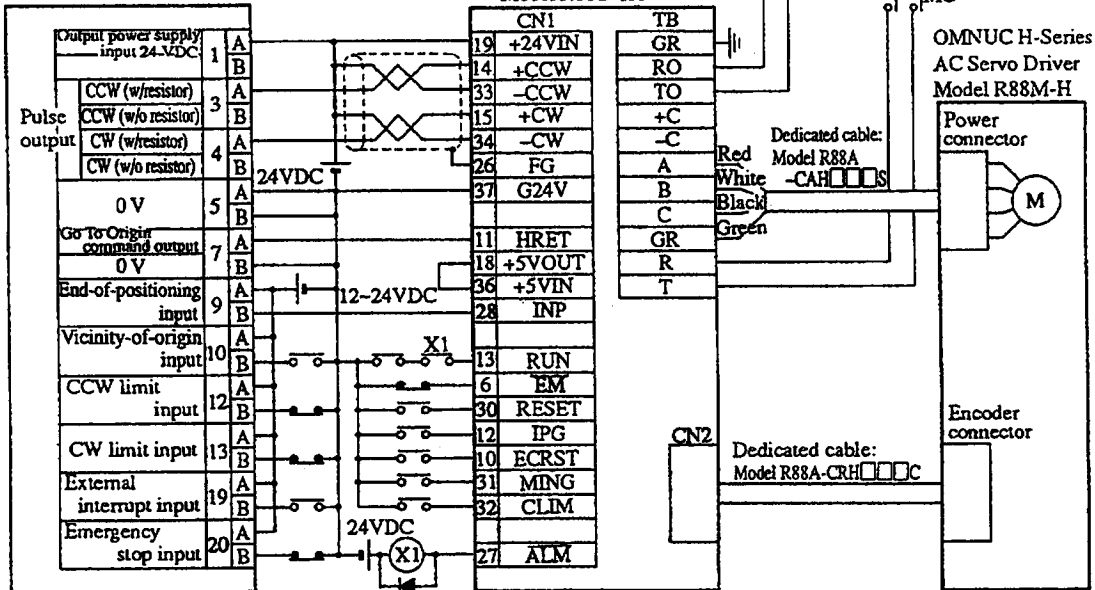 CN1
TB
Output power supply
input 24-VDC
1
A
B
Pulse
output
CCW (w/resistor)
CCW (w/o resistor)
3
A
B
CW (w/resistor)
CW (w/o resistor)
4
A
B
0 V
5
A
B
Go To Origin
command output
0 V
7
A
B
End-of-positioning
input
9
A
B
Vicinity-of-origin
input
10
A
B
CCW limit
input
12
A
B
CW limit input
13
A
B
External
interrupt input
19
A
B
Emergency
stop input
20
A
B
24VDC
12~24VDC
X1
24VDC
X1
19 +24VIN
14 +CCW
33 –CCW
15 +CW
34 –CW
26 FG
37 G24V
11 HRET
18 +5VOUT
36 +5VIN
28 INP
13 RUN
6 EM
30 RESET
12 IPG
10 ECRST
31 MING
32 CLIM
27 ALM
GR
RO
TO
+C
–C
A
B
C
GR
R
T
Red
White
Black
Green
Dedicated cable:
Model R88A
-CAH□□□S
CN2
Dedicated cable:
Model R88A-CRH□□□C
OMNUC H-Series
AC Servo Driver
Model R88M-H
Power
connector
M
Encoder
connector